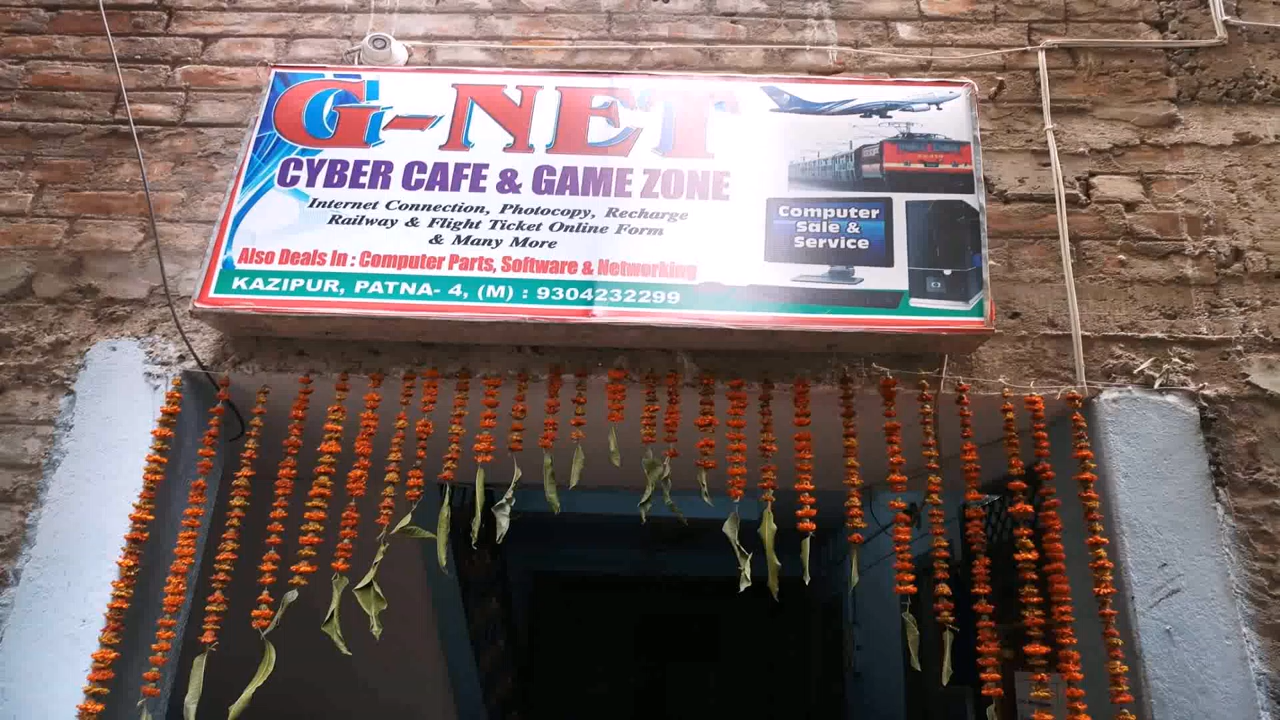 G-NET
CYBER CAFE & GAME ZONE
Internet Connection, Photocopy, Recharge
Railway & Flight Ticket Online Form
& Many More
Also Deals In : Computer Parts, Software & Networking
KAZIPUR, PATNA- 4, (M) : 9304232299
Computer
Sale &
Service